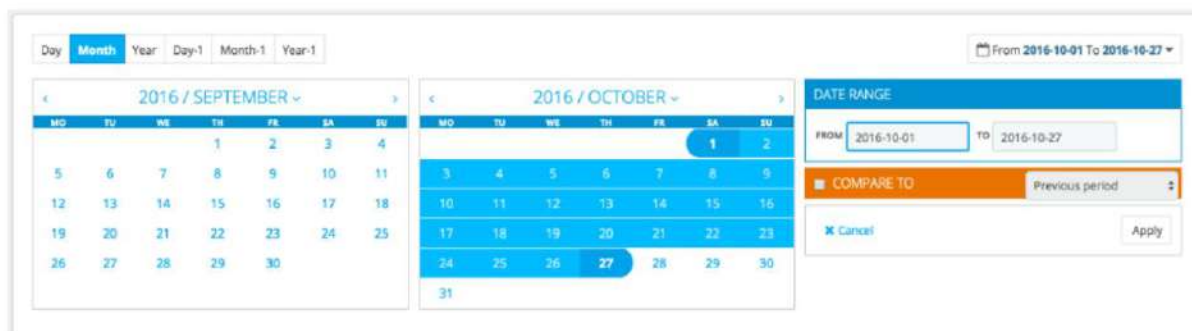 Day Month Year Day-1 Month-1 Year-1
From 2016-10-01 To 2016-10-27
2016 / SEPTEMBER
MO TU WE TH FR SA SU
1 2 3 4
5 6 7 8 9 10 11
12 13 14 15 16 17 18
19 20 21 22 23 24 25
26 27 28 29 30
2016 / OCTOBER
MO TU WE TH FR SA SU
1 2
3 4 5 6 7 8 9
10 11 12 13 14 15 16
17 18 19 20 21 22 23
24 25 26 27 28 29 30
31
DATE RANGE
FROM 2016-10-01 TO 2016-10-27
COMPARE TO Previous period
Cancel Apply